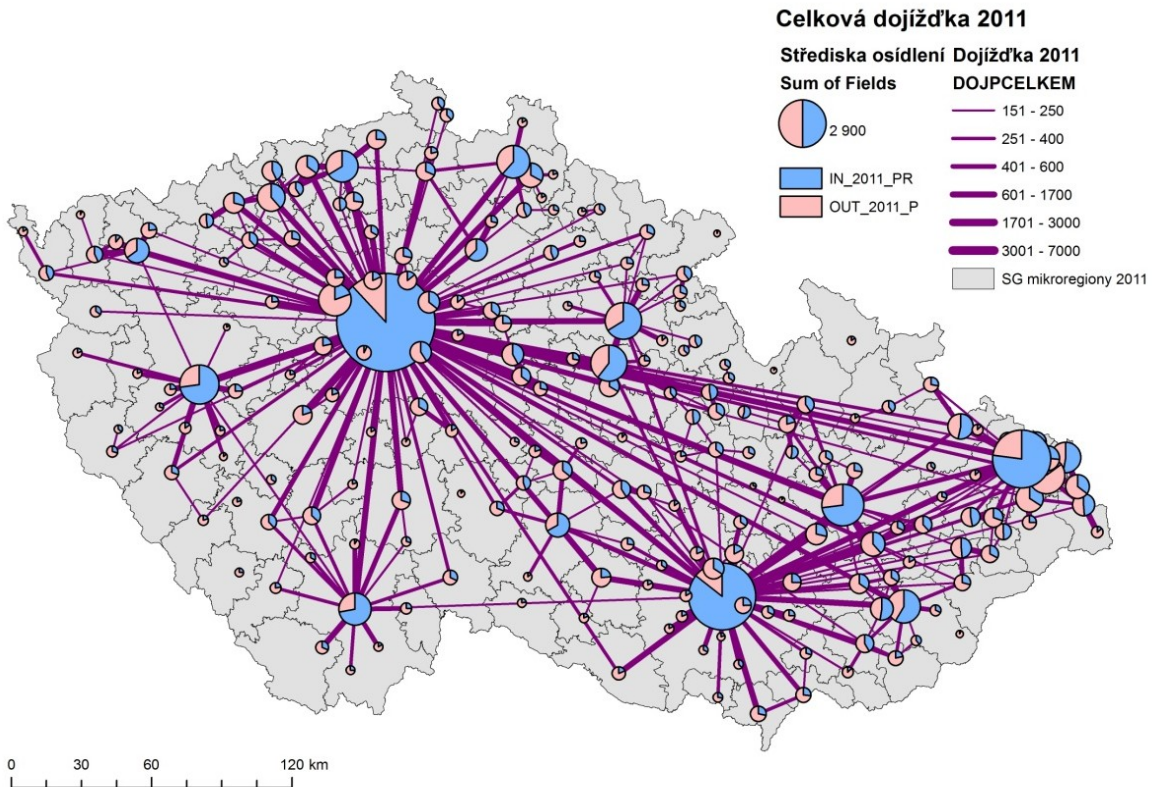 Celková dojížďka 2011
Střediska osídlení Dojížďka 2011
Sum of Fields DOJPCELKEM
2 900
IN_2011_PR
OUT_2011_P
151 - 250
251 - 400
401 - 600
601 - 1700
1701 - 3000
3001 - 7000
SG mikroregiony 2011
0 30 60 120 km